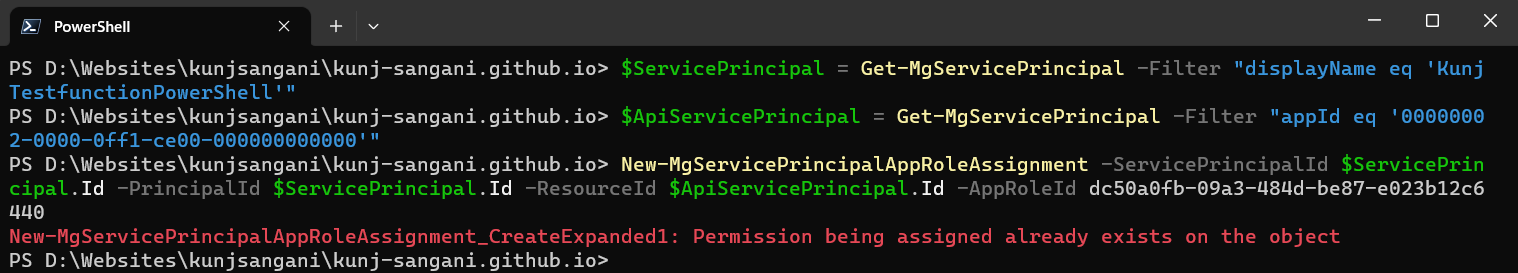 PowerShell
PS D:\Websites\kunjsangani\kunj-sangani.github.io> $ServicePrincipal = Get-MgServicePrincipal -Filter "displayName eq 'Kunj
TestfunctionPowerShell'"
PS D:\Websites\kunjsangani\kunj-sangani.github.io> $ApiServicePrincipal = Get-MgServicePrincipal -Filter "appId eq '0000000
2-0000-0ff1-ce00-000000000000'"
PS D:\Websites\kunjsangani\kunj-sangani.github.io> New-MgServicePrincipalAppRoleAssignment -ServicePrincipalId $ServicePrin
cipal.Id -PrincipalId $ServicePrincipal.Id -ResourceId $ApiServicePrincipal.Id -AppRoleId dc50a0fb-09a3-484d-be87-e023b12c6
440
New-MgServicePrincipalAppRoleAssignment_CreateExpanded1: Permission being assigned already exists on the object
PS D:\Websites\kunjsangani\kunj-sangani.github.io>